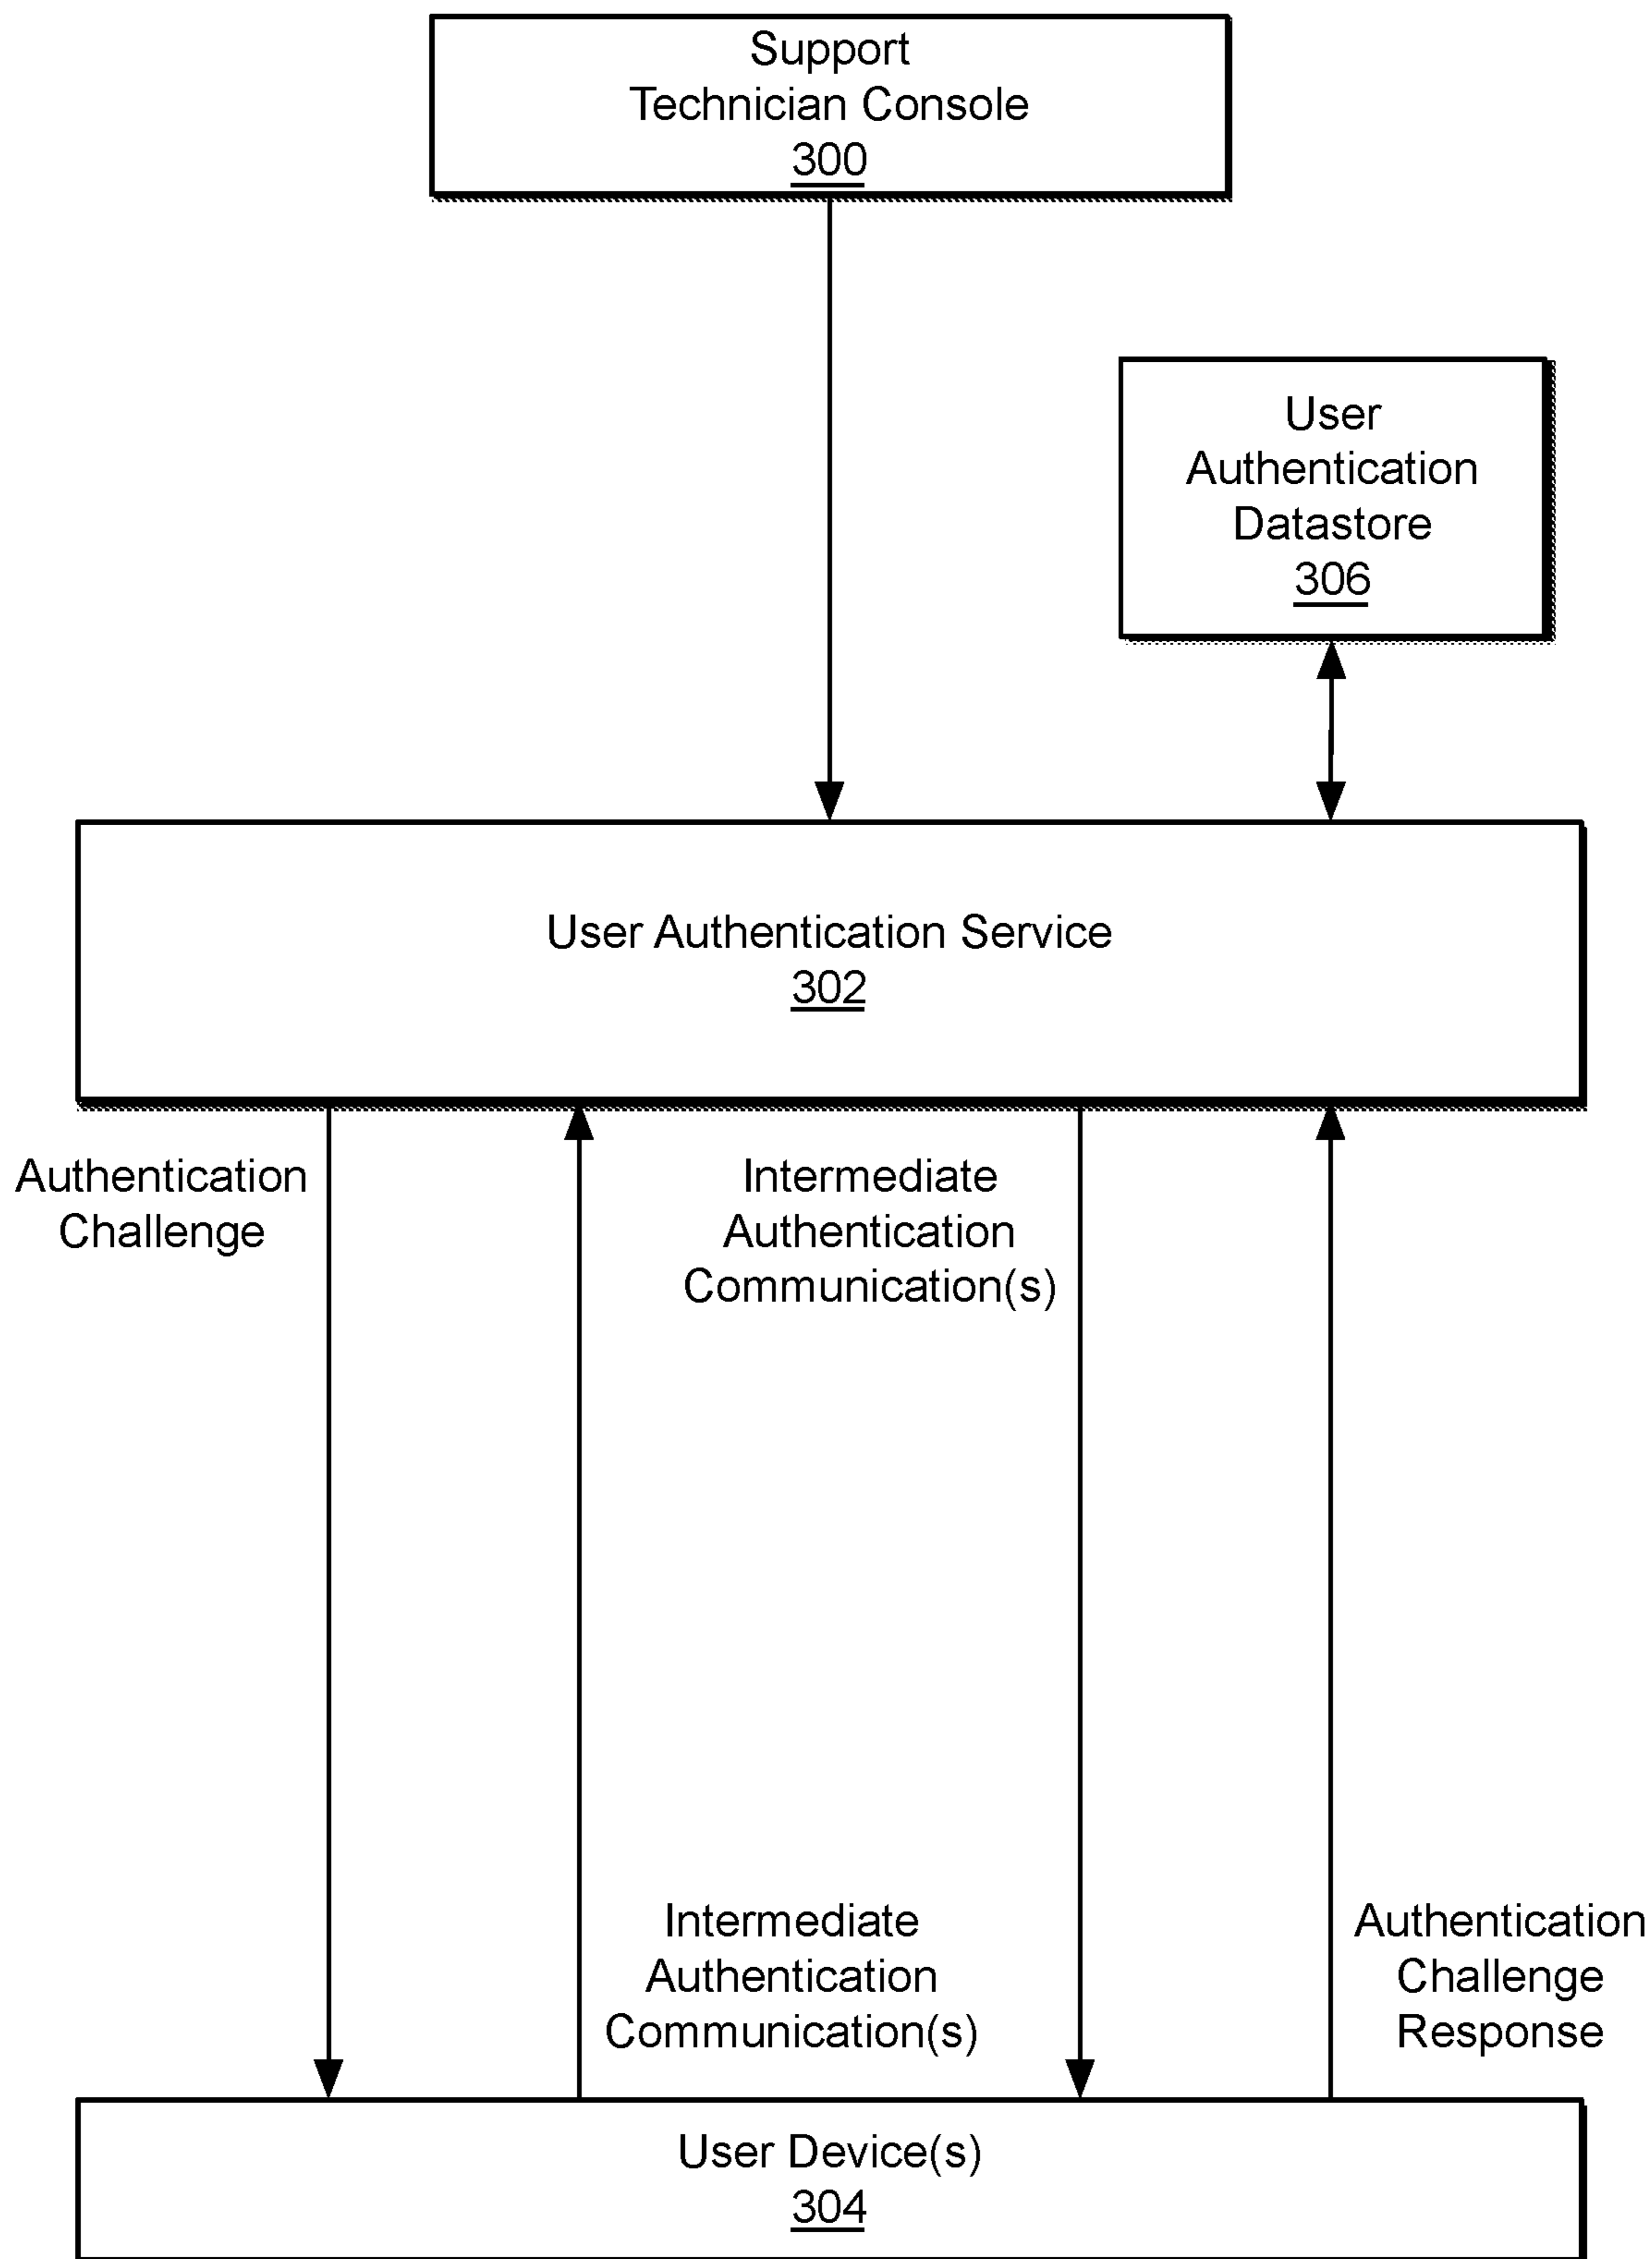 Support
Technician Console
300
User
Authentication
Datastore
306
User Authentication Service
302
Authentication
Challenge
Intermediate
Authentication
Communication(s)
Intermediate
Authentication
Communication(s)
Authentication
Challenge
Response
User Device(s)
304